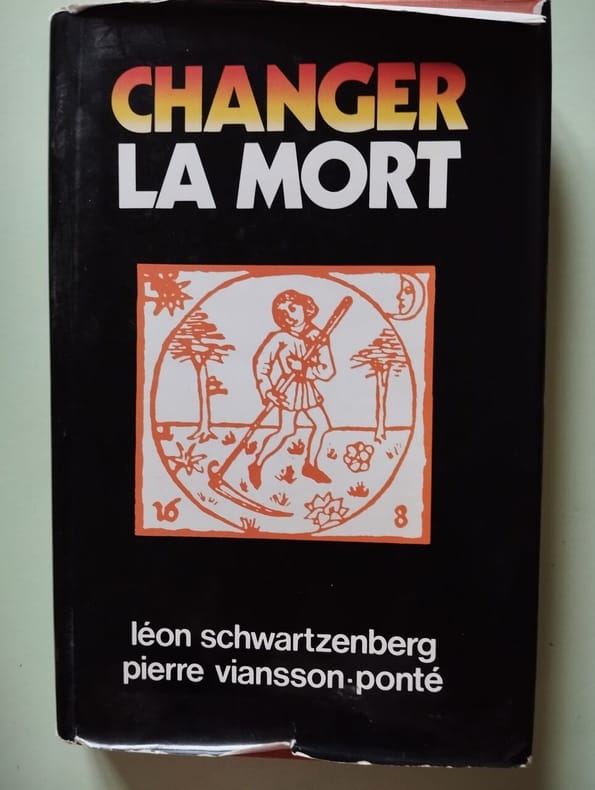 CHANGER
LA MORT
16 8
léon schwartzenberg
pierre viansson-ponté